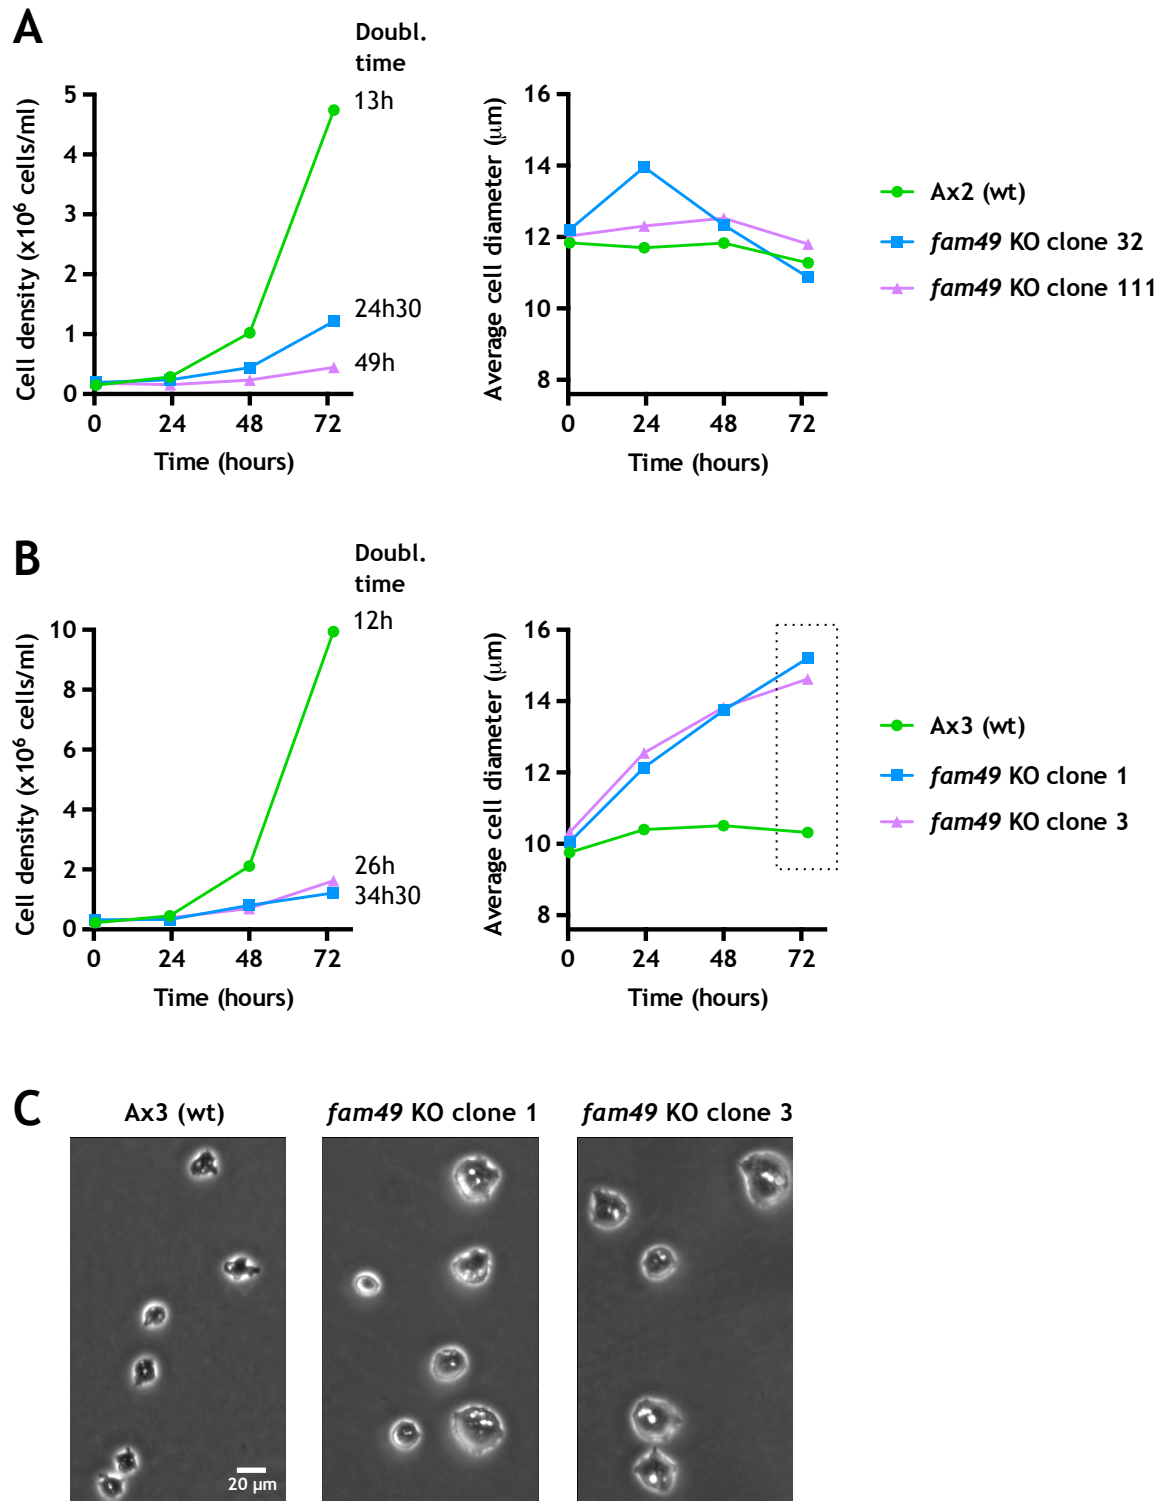 A
Doubl.
time
Cell density (x10⁶ cells/ml)
5
4
3
2
1
0
13h
24h30
49h
0 24 48 72
Time (hours)
Average cell diameter (µm)
16
14
12
10
8
0 24 48 72
Time (hours)
Ax2 (wt)
fam49 KO clone 32
fam49 KO clone 111
B
Doubl.
time
Cell density (x10⁶ cells/ml)
10
8
6
4
2
0
12h
26h
34h30
0 24 48 72
Time (hours)
Average cell diameter (µm)
16
14
12
10
8
0 24 48 72
Time (hours)
Ax3 (wt)
fam49 KO clone 1
fam49 KO clone 3
C
Ax3 (wt)
fam49 KO clone 1
fam49 KO clone 3
20 µm